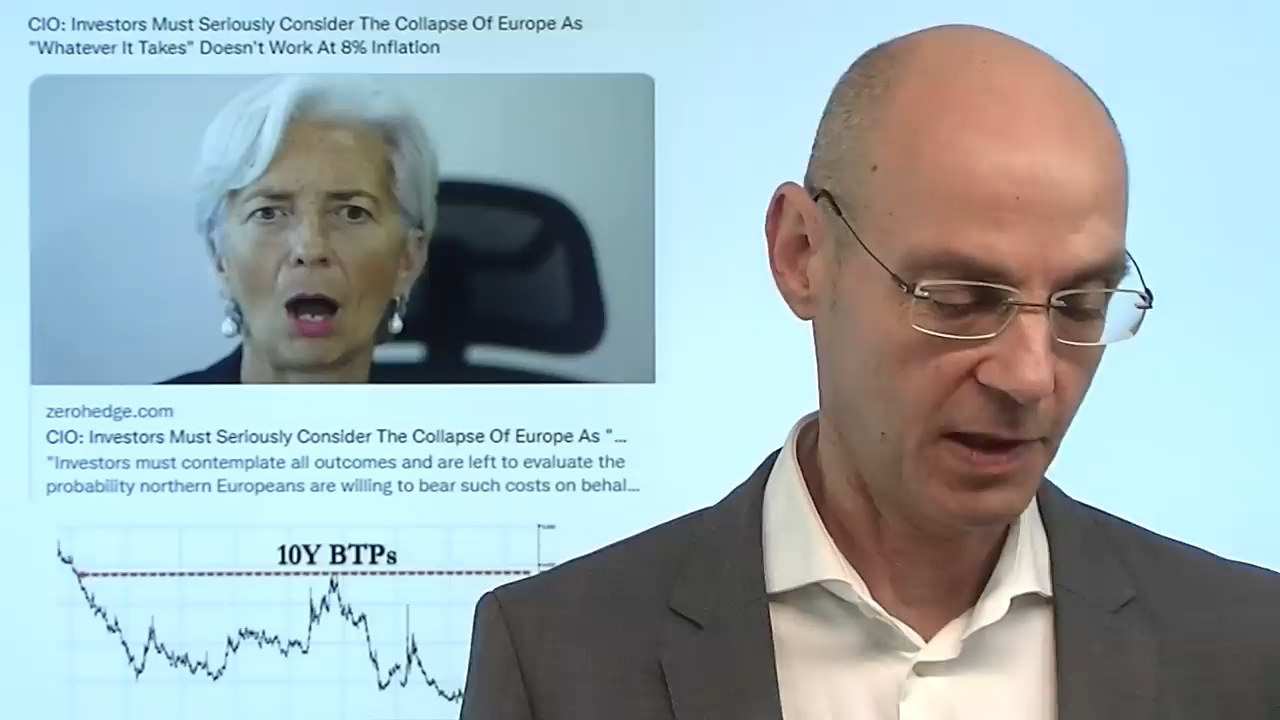 CIO: Investors Must Seriously Consider The Collapse Of Europe As
"Whatever It Takes" Doesn't Work At 8% Inflation
zerohedge.com
CIO: Investors Must Seriously Consider The Collapse Of Europe As "...
"Investors must contemplate all outcomes and are left to evaluate the
probability northern Europeans are willing to bear such costs on behal...
10Y BTPs